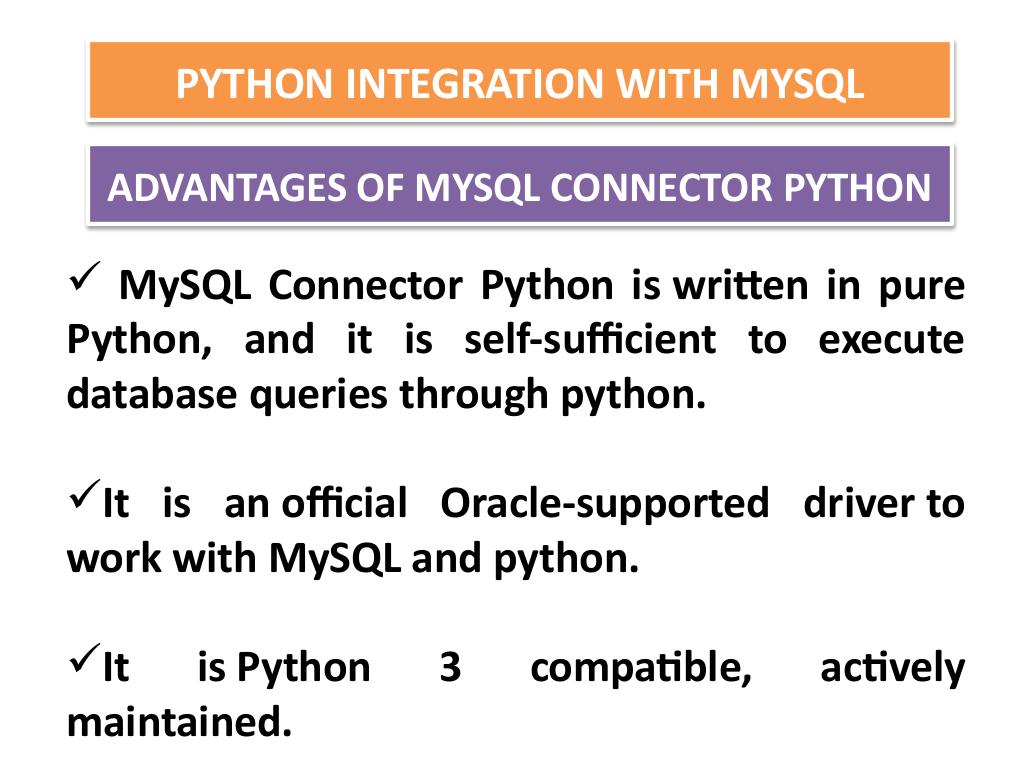 PYTHON INTEGRATION WITH MYSQL
ADVANTAGES OF MYSQL CONNECTOR PYTHON
✓ MySQL Connector Python is written in pure
Python, and it is self-sufficient to execute
database queries through python.
✓It is an official Oracle-supported driver to
work with MySQL and python.
✓It is Python 3 compatible, actively
maintained.